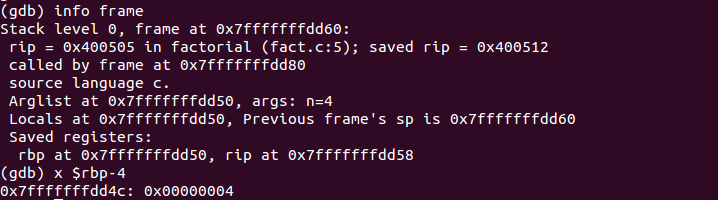 (gdb) info frame
Stack level 0, frame at 0x7fffffffdd60:
 rip = 0x400505 in factorial (fact.c:5); saved rip = 0x400512
 called by frame at 0x7fffffffdd80
 source language c.
 Arglist at 0x7fffffffdd50, args: n=4
 Locals at 0x7fffffffdd50, Previous frame's sp is 0x7fffffffdd60
 Saved registers:
  rbp at 0x7fffffffdd50, rip at 0x7fffffffdd58
(gdb) x $rbp-4
0x7fffffffdd4c: 0x00000004